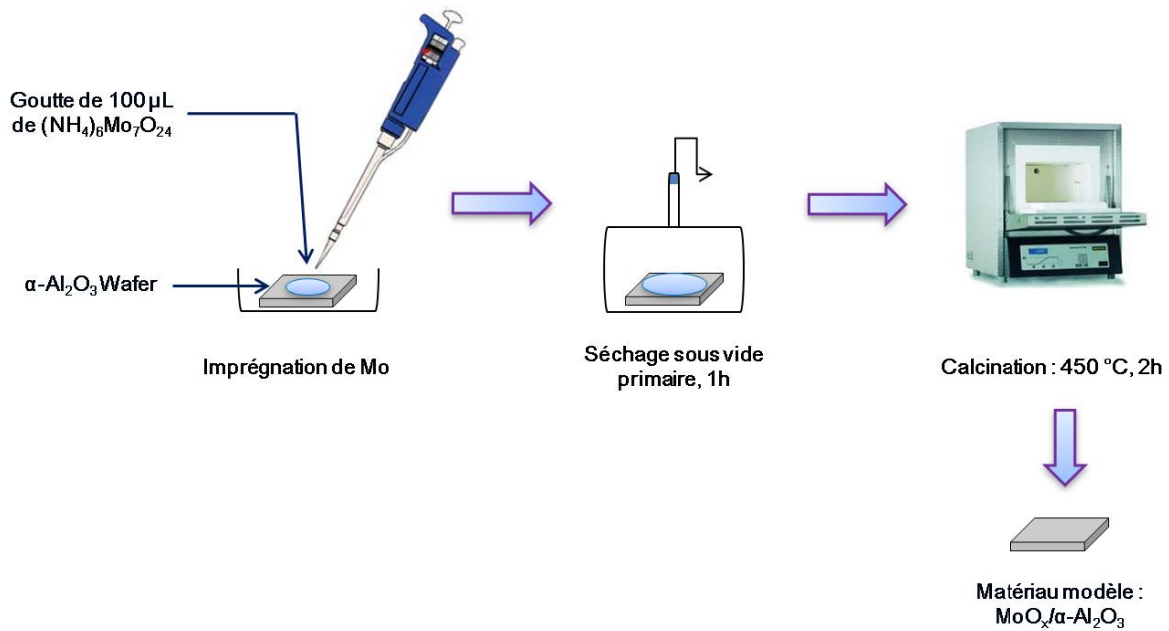 Goutte de 100 µL
de (NH₄)₆Mo₇O₂₄
α-Al₂O₃ Wafer
Imprégnation de Mo
Séchage sous vide
primaire, 1h
Calcination : 450 °C, 2h
Matériau modèle :
MoOₓ/α-Al₂O₃